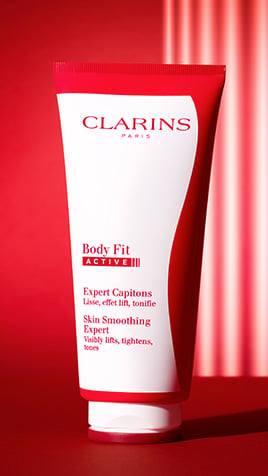 CLARINS
PARIS
Body Fit
ACTIVE
Expert Capitons
Lisse, effet lift, tonifie
Skin Smoothing
Expert
Visibly lifts, tightens,
tones